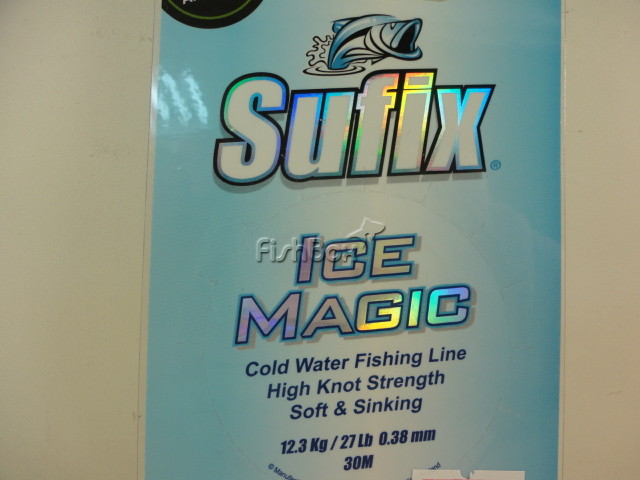 Sufix®
FishBox
ICE
MAGIC
Cold Water Fishing Line
High Knot Strength
Soft & Sinking
12.3 Kg / 27 Lb 0.38 mm
30M